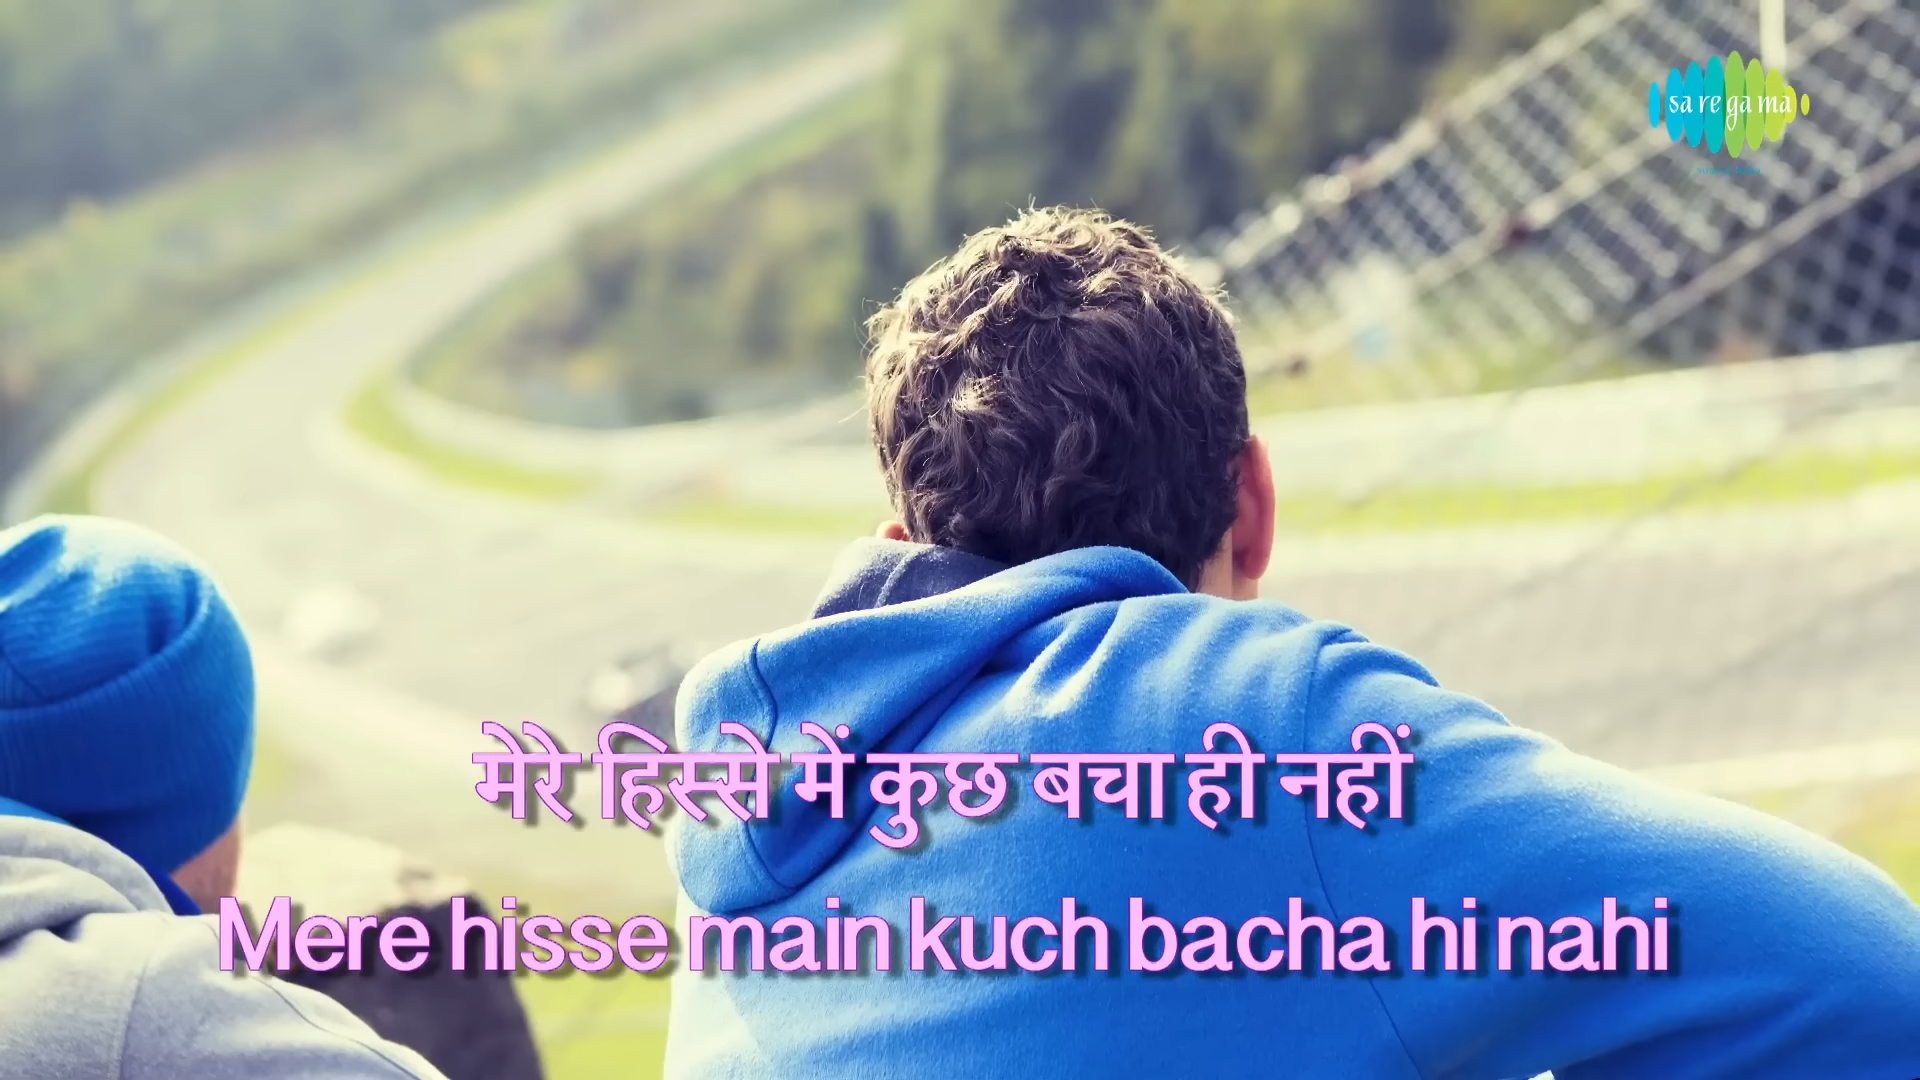 sa re ga ma
मेरे हिस्से में कुछ बचा ही नहीं
Mere hisse main kuch bacha hi nahi